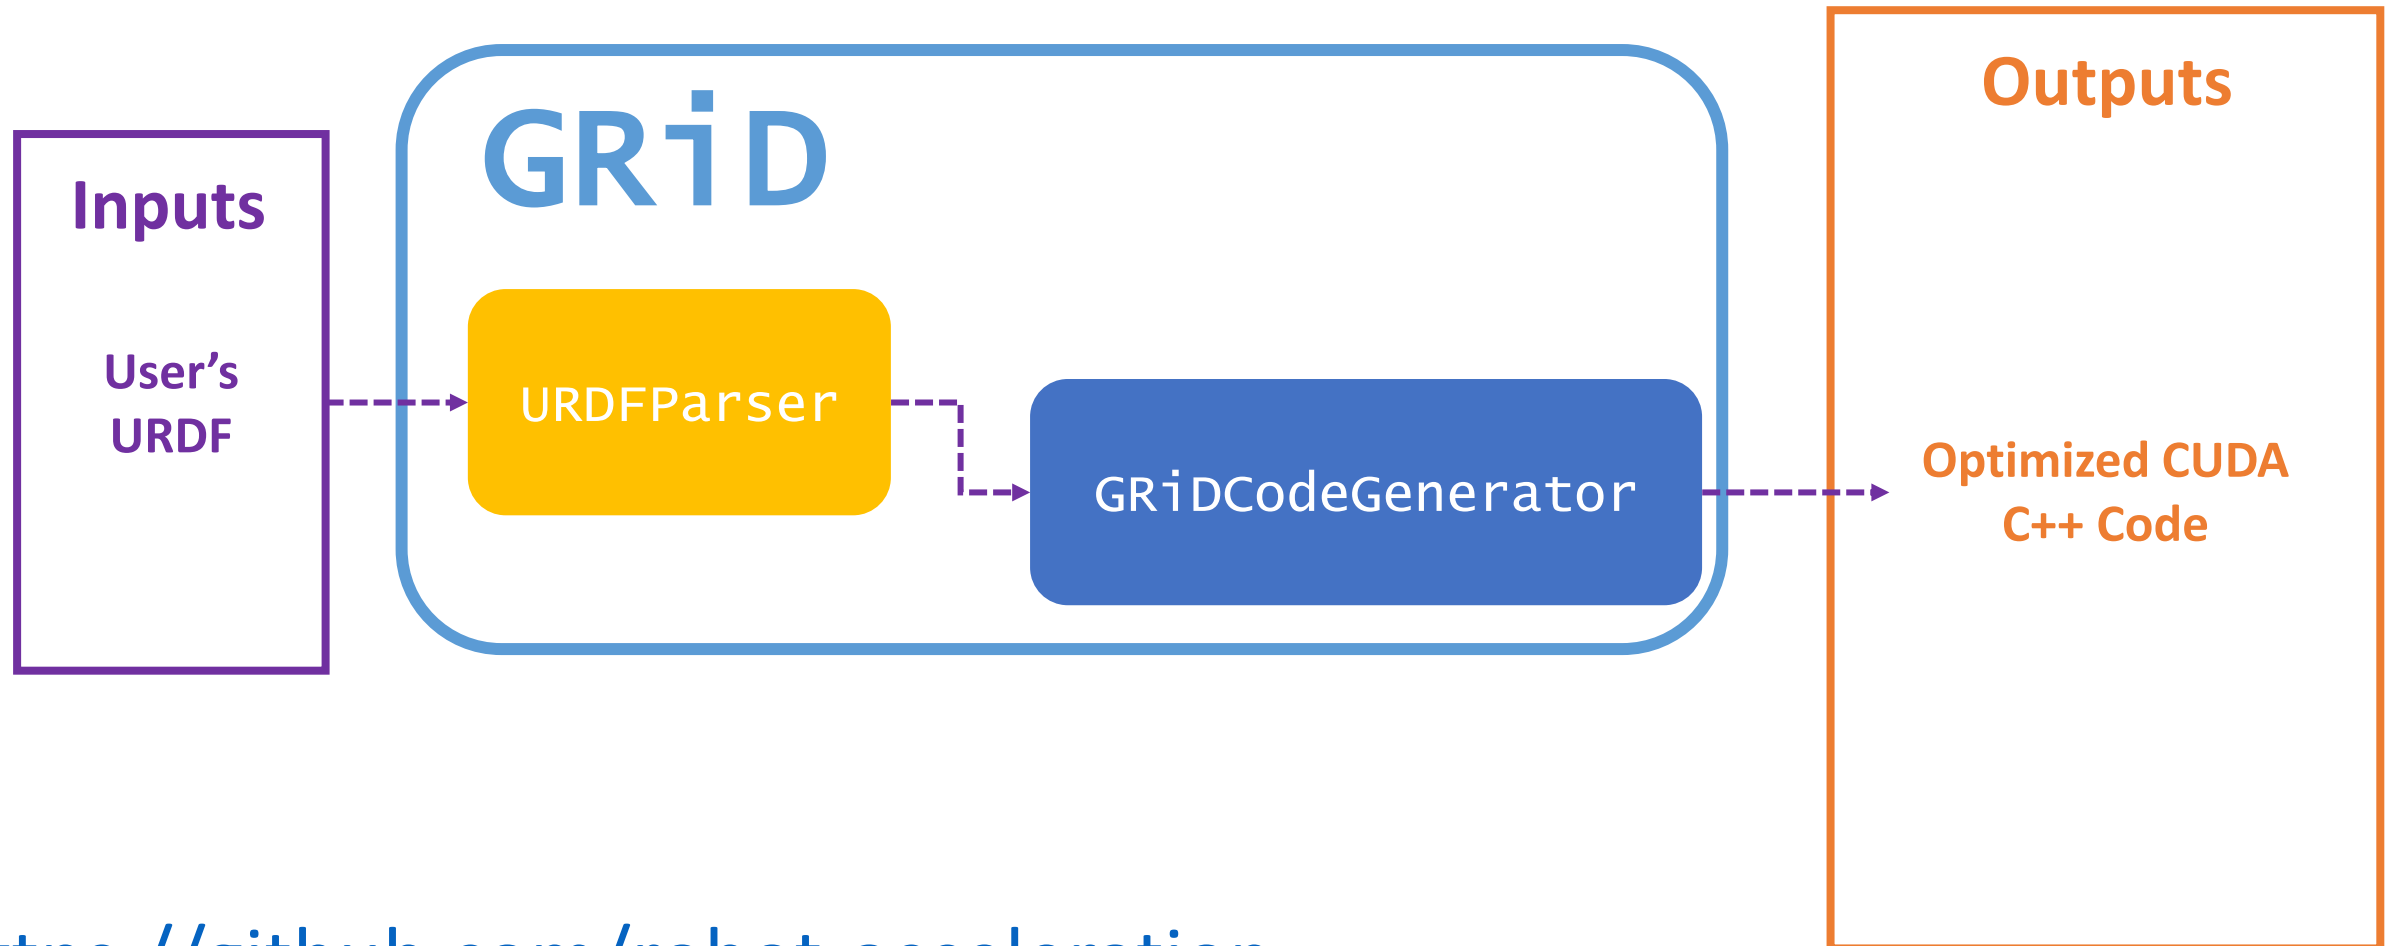 Inputs
User's
URDF
GRiD
URDFParser
GRiDCodeGenerator
Outputs
Optimized CUDA
C++ Code